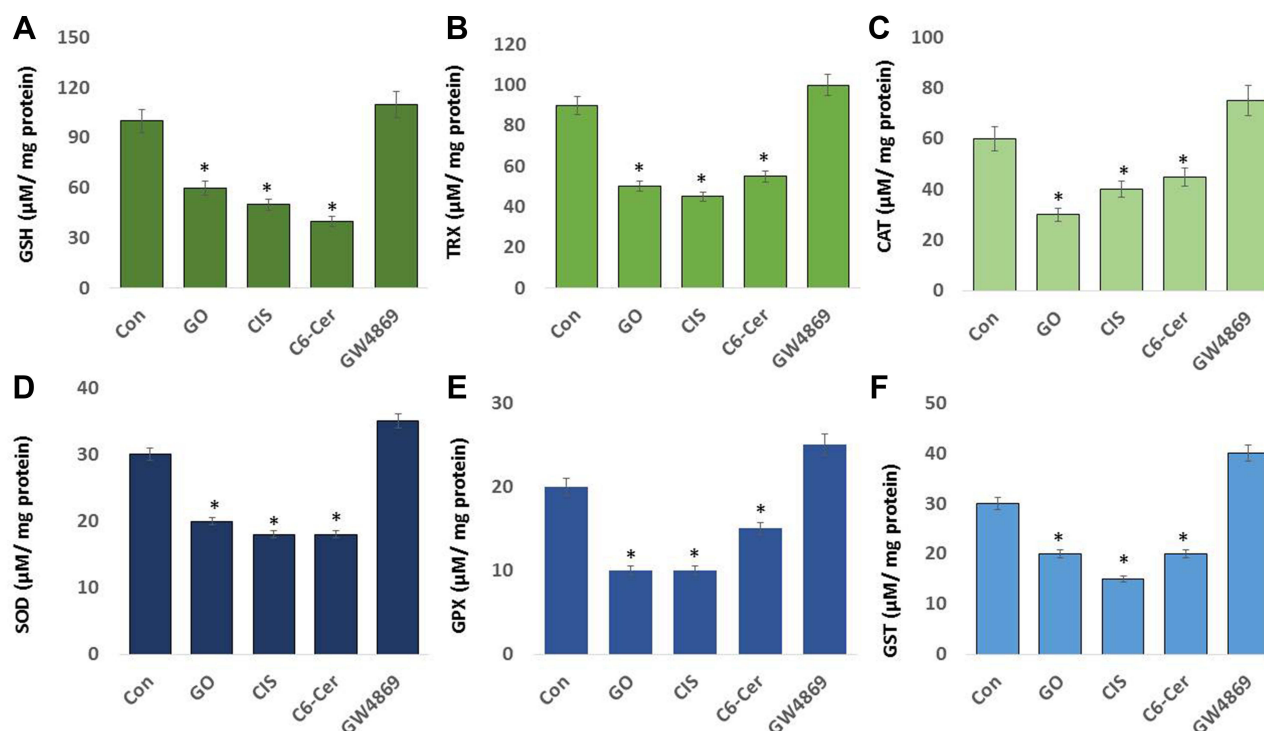 A
GSH (µM/ mg protein)
150
120
90
60
30
0
*
*
*
Con
GO
CIS
C6-Cer
GW4869
B
TRX (µM/ mg protein)
120
100
80
60
40
20
0
*
*
*
Con
GO
CIS
C6-Cer
GW4869
C
CAT (µM/ mg protein)
100
80
60
40
20
0
*
*
*
Con
GO
CIS
C6-Cer
GW4869
D
SOD (µM/ mg protein)
40
30
20
10
0
*
*
*
Con
GO
CIS
C6-Cer
GW4869
E
GPX (µM/ mg protein)
30
20
10
0
*
*
*
Con
GO
CIS
C6-Cer
GW4869
F
GST (µM/ mg protein)
50
40
30
20
10
0
*
*
*
Con
GO
CIS
C6-Cer
GW4869